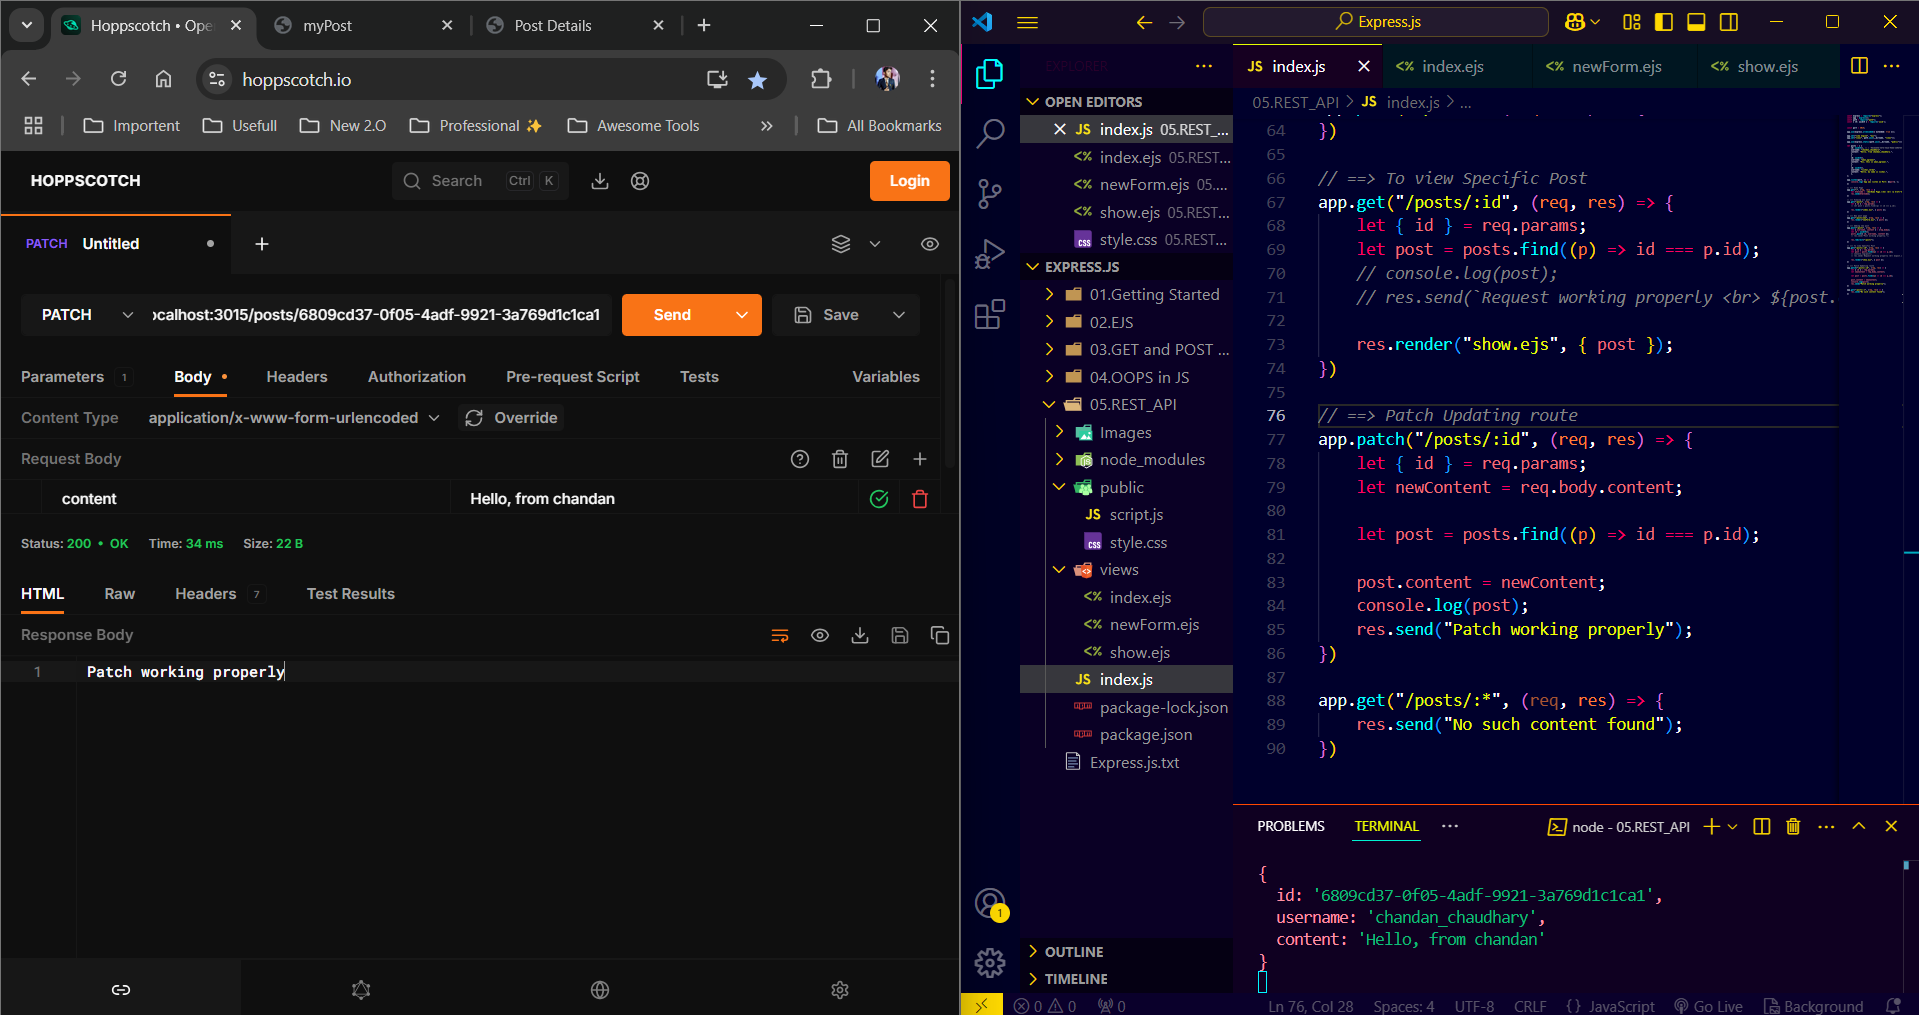 Hoppscotch • Ope
myPost
Post Details
hoppscotch.io
Importent
Usefull
New 2.O
Professional ✨
Awesome Tools
»
All Bookmarks
HOPPSCOTCH
Search Ctrl K
Login
PATCH Untitled
PATCH
ocalhost:3015/posts/6809cd37-0f05-4adf-9921-3a769d1c1ca1
Send
Save
Parameters 1 Body • Headers Authorization Pre-request Script Tests Variables
Content Type application/x-www-form-urlencoded Override
Request Body
content Hello, from chandan
Status: 200 • OK Time: 34 ms Size: 22 B
HTML Raw Headers 7 Test Results
Response Body
1 Patch working properly
Express.js
EXPLORER
OPEN EDITORS
JS index.js 05.REST_...
<% index.ejs 05.REST...
<% newForm.ejs 05....
<% show.ejs 05.REST...
css style.css 05.REST...
EXPRESS.JS
01.Getting Started
02.EJS
03.GET and POST ...
04.OOPS in JS
05.REST_API
Images
node_modules
public
JS script.js
css style.css
views
<% index.ejs
<% newForm.ejs
<% show.ejs
JS index.js
package-lock.json
package.json
Express.js.txt
OUTLINE
TIMELINE
1
JS index.js
<% index.ejs
<% newForm.ejs
<% show.ejs
05.REST_API > JS index.js > ...
64 })
65
66 // ==> To view Specific Post
67 app.get("/posts/:id", (req, res) => {
68 let { id } = req.params;
69 let post = posts.find((p) => id === p.id);
70 // console.log(post);
71 // res.send(`Request working properly <br> ${post.
72
73 res.render("show.ejs", { post });
74 })
75
76 // ==> Patch Updating route
77 app.patch("/posts/:id", (req, res) => {
78 let { id } = req.params;
79 let newContent = req.body.content;
80
81 let post = posts.find((p) => id === p.id);
82
83 post.content = newContent;
84 console.log(post);
85 res.send("Patch working properly");
86 })
87
88 app.get("/posts/:*", (req, res) => {
89 res.send("No such content found");
90 })
PROBLEMS TERMINAL ... node - 05.REST_API
{
id: '6809cd37-0f05-4adf-9921-3a769d1c1ca1',
username: 'chandan_chaudhary',
content: 'Hello, from chandan'
}
0 0 0 Ln 76, Col 28 Spaces: 4 UTF-8 CRLF {} JavaScript Go Live Background